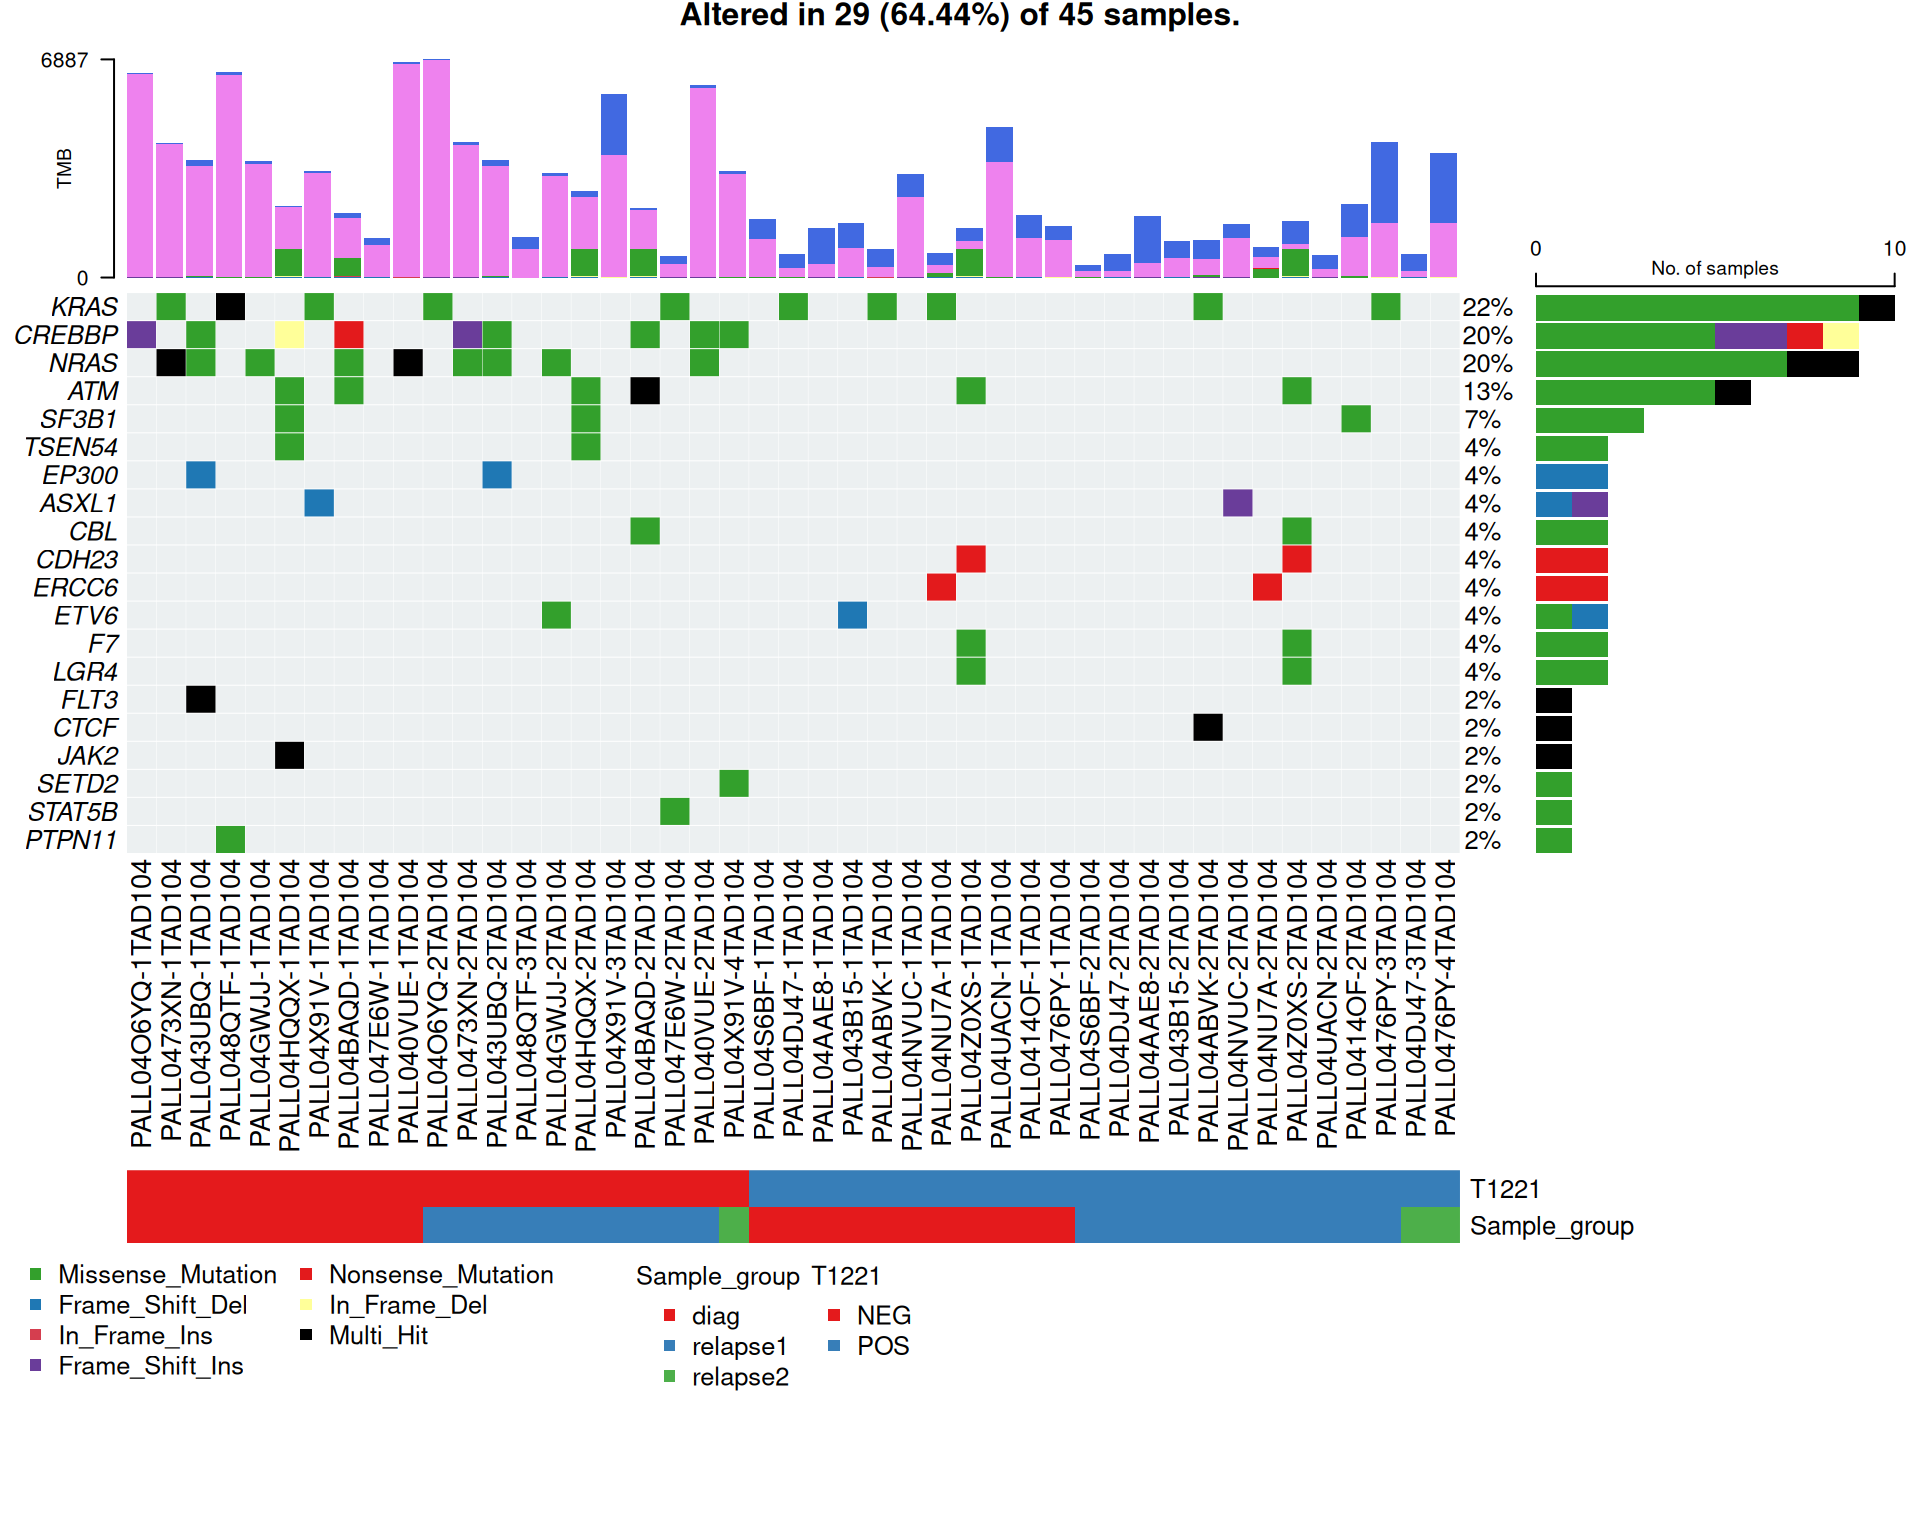 Altered in 29 (64.44%) of 45 samples.
6887
TMB
0
0
10
No. of samples
KRAS 22%
CREBBP 20%
NRAS 20%
ATM 13%
SF3B1 7%
TSEN54 4%
EP300 4%
ASXL1 4%
CBL 4%
CDH23 4%
ERCC6 4%
ETV6 4%
F7 4%
LGR4 4%
FLT3 2%
CTCF 2%
JAK2 2%
SETD2 2%
STAT5B 2%
PTPN11 2%
PALL04O6YQ-1TAD104
PALL0473XN-1TAD104
PALL043UBQ-1TAD104
PALL048QTF-1TAD104
PALL04GWJJ-1TAD104
PALL04HQQX-1TAD104
PALL04X91V-1TAD104
PALL04BAQD-1TAD104
PALL047E6W-1TAD104
PALL040VUE-1TAD104
PALL04O6YQ-2TAD104
PALL0473XN-2TAD104
PALL043UBQ-2TAD104
PALL048QTF-3TAD104
PALL04GWJJ-2TAD104
PALL04HQQX-2TAD104
PALL04X91V-3TAD104
PALL04BAQD-2TAD104
PALL047E6W-2TAD104
PALL040VUE-2TAD104
PALL04X91V-4TAD104
PALL04S6BF-1TAD104
PALL04DJ47-1TAD104
PALL04AAE8-1TAD104
PALL043B15-1TAD104
PALL04ABVK-1TAD104
PALL04NVUC-1TAD104
PALL04NU7A-1TAD104
PALL04Z0XS-1TAD104
PALL04UACN-1TAD104
PALL0414OF-1TAD104
PALL0476PY-1TAD104
PALL04S6BF-2TAD104
PALL04DJ47-2TAD104
PALL04AAE8-2TAD104
PALL043B15-2TAD104
PALL04ABVK-2TAD104
PALL04NVUC-2TAD104
PALL04NU7A-2TAD104
PALL04Z0XS-2TAD104
PALL04UACN-2TAD104
PALL0414OF-2TAD104
PALL0476PY-3TAD104
PALL04DJ47-3TAD104
PALL0476PY-4TAD104
T1221
Sample_group
Missense_Mutation
Frame_Shift_Del
In_Frame_Ins
Frame_Shift_Ins
Nonsense_Mutation
In_Frame_Del
Multi_Hit
Sample_group
diag
relapse1
relapse2
T1221
NEG
POS